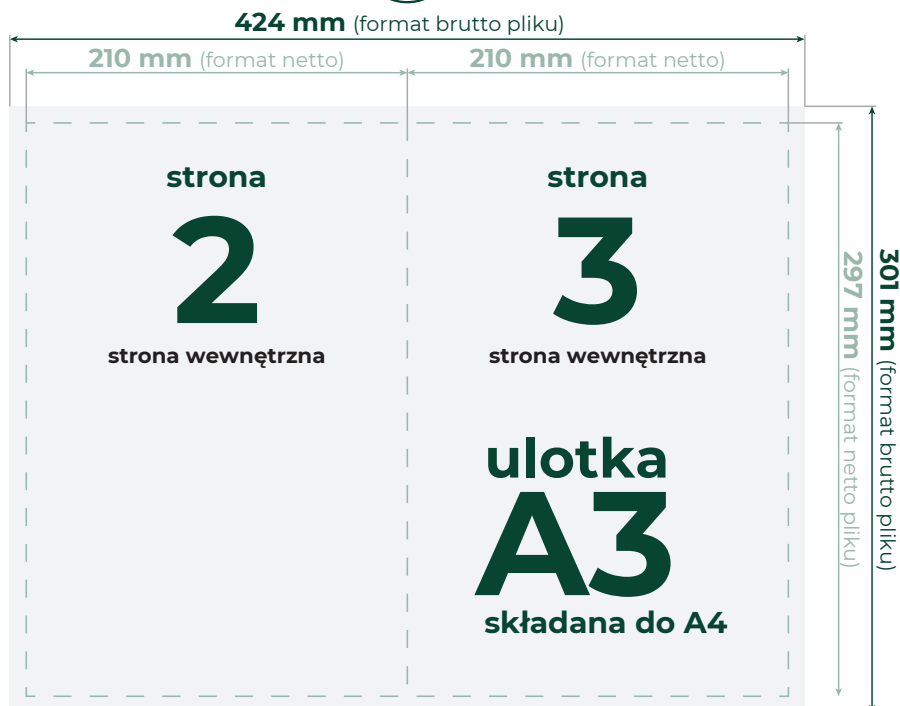 424 mm (format brutto pliku)
210 mm (format netto)
210 mm (format netto)
strona
2
strona wewnętrzna
strona
3
strona wewnętrzna
ulotka
A3
składana do A4
297 mm (format netto pliku)
301 mm (format brutto pliku)